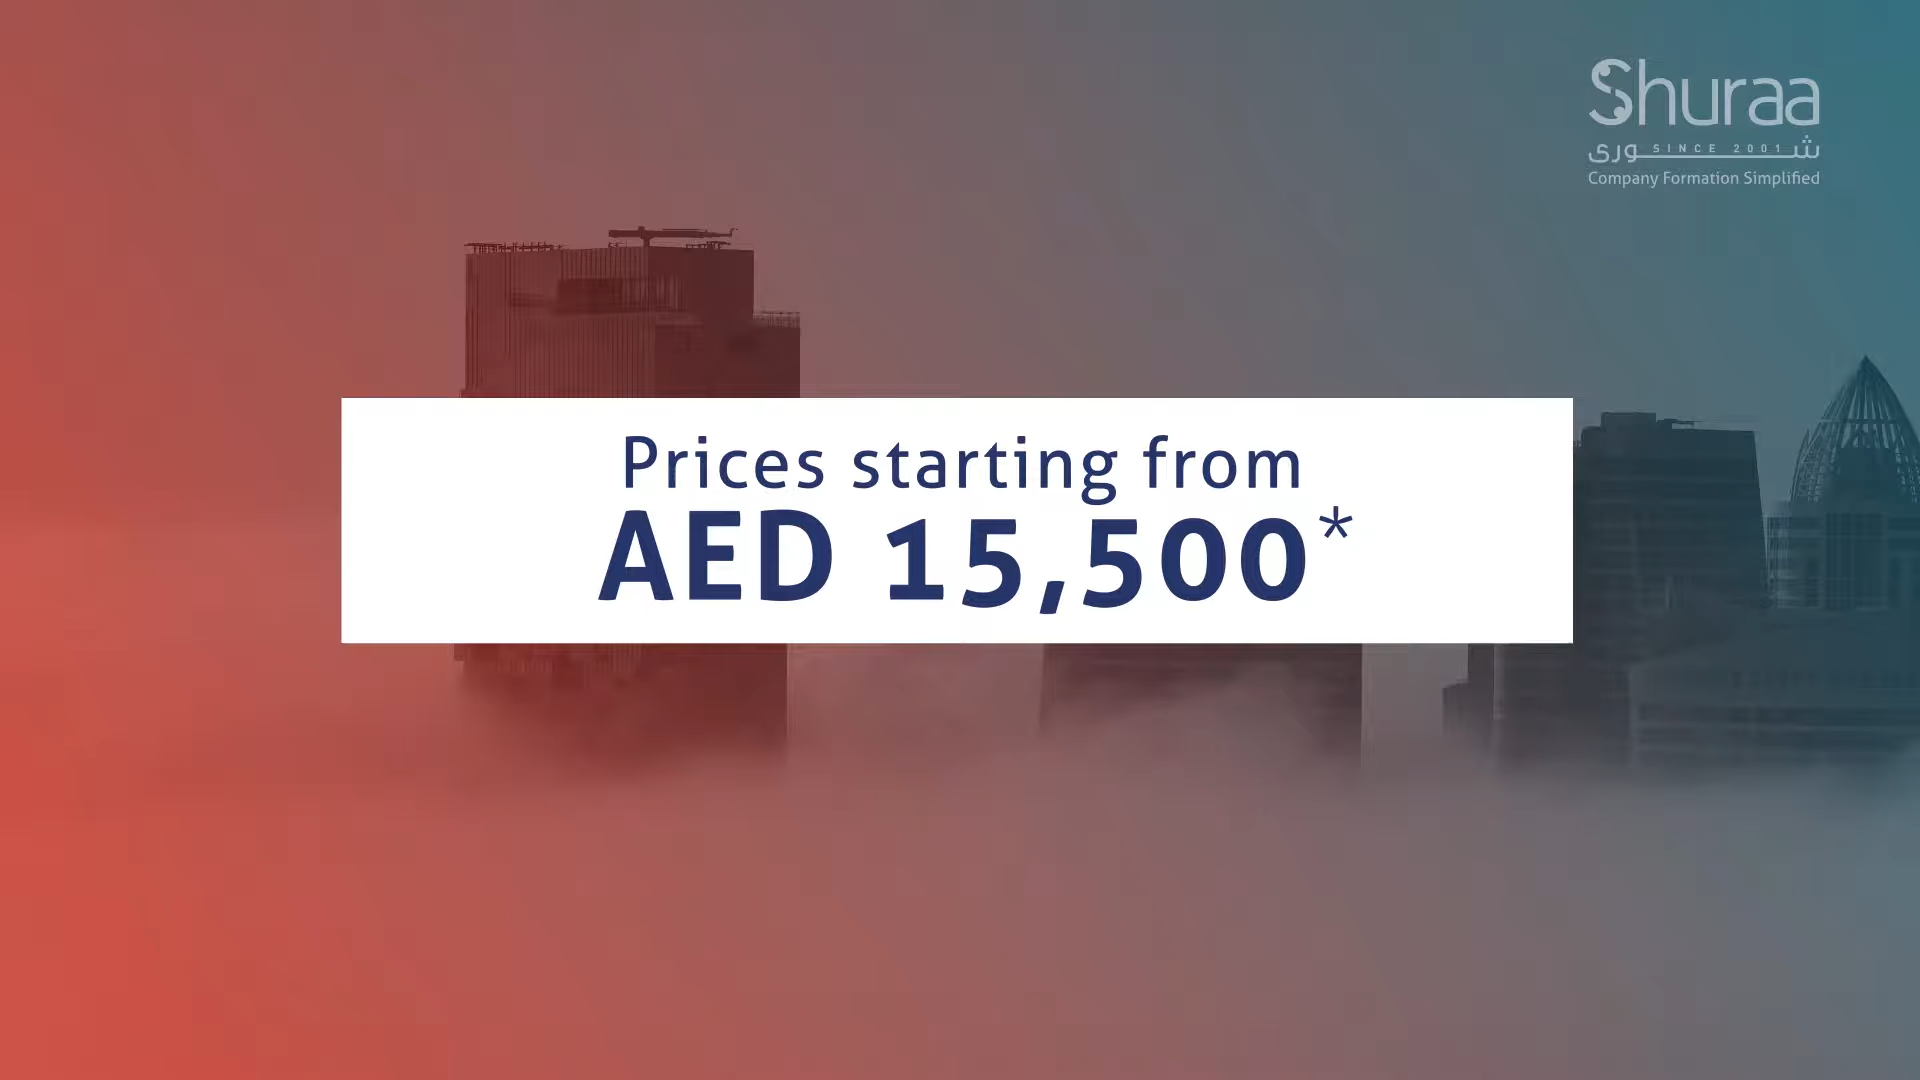 Shuraa
شورى
SINCE 2001
Company Formation Simplified
Prices starting from
AED 15,500*